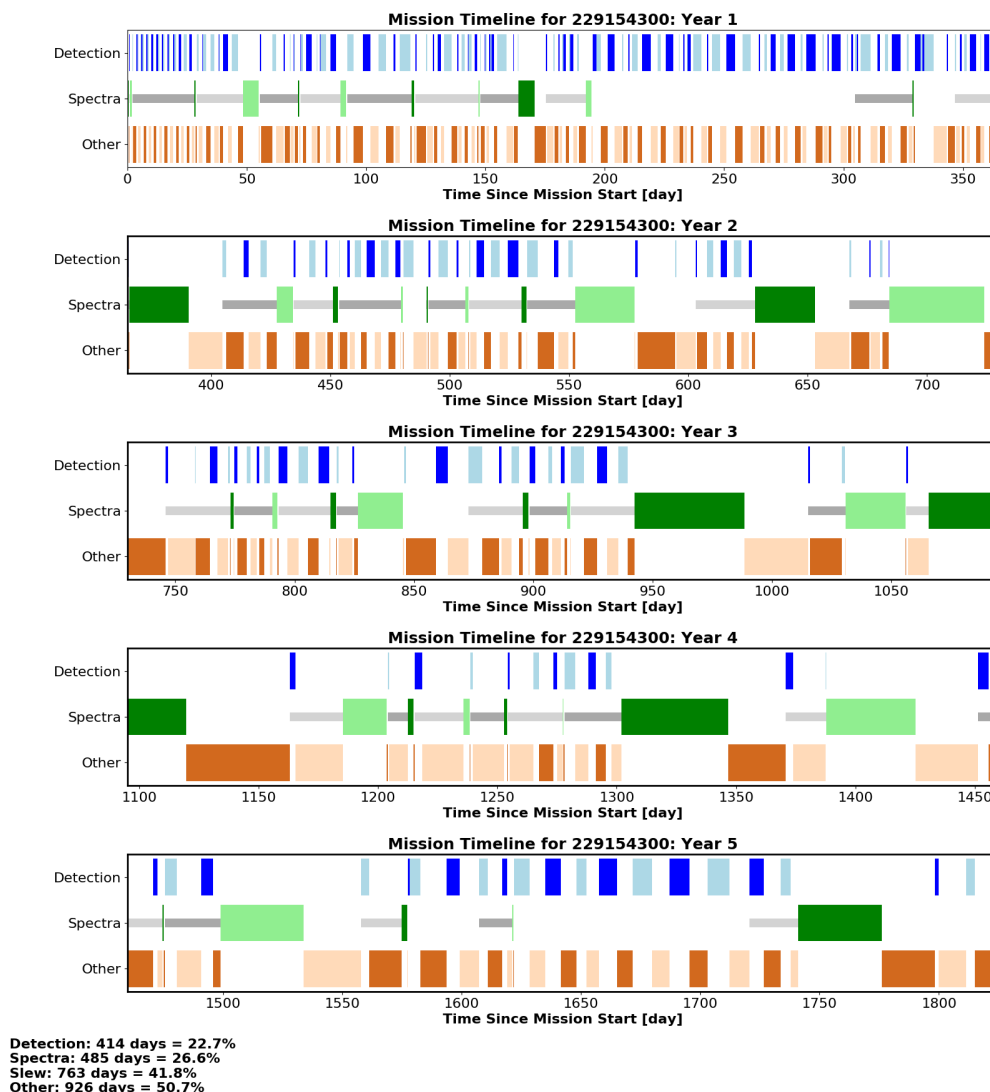 Mission Timeline for 229154300: Year 1
Detection
Spectra
Other
0 50 100 150 200 250 300 350
Time Since Mission Start [day]
Mission Timeline for 229154300: Year 2
Detection
Spectra
Other
400 450 500 550 600 650 700
Time Since Mission Start [day]
Mission Timeline for 229154300: Year 3
Detection
Spectra
Other
750 800 850 900 950 1000 1050
Time Since Mission Start [day]
Mission Timeline for 229154300: Year 4
Detection
Spectra
Other
1100 1150 1200 1250 1300 1350 1400 1450
Time Since Mission Start [day]
Mission Timeline for 229154300: Year 5
Detection
Spectra
Other
1500 1550 1600 1650 1700 1750 1800
Time Since Mission Start [day]
Detection: 414 days = 22.7%
Spectra: 485 days = 26.6%
Slew: 763 days = 41.8%
Other: 926 days = 50.7%